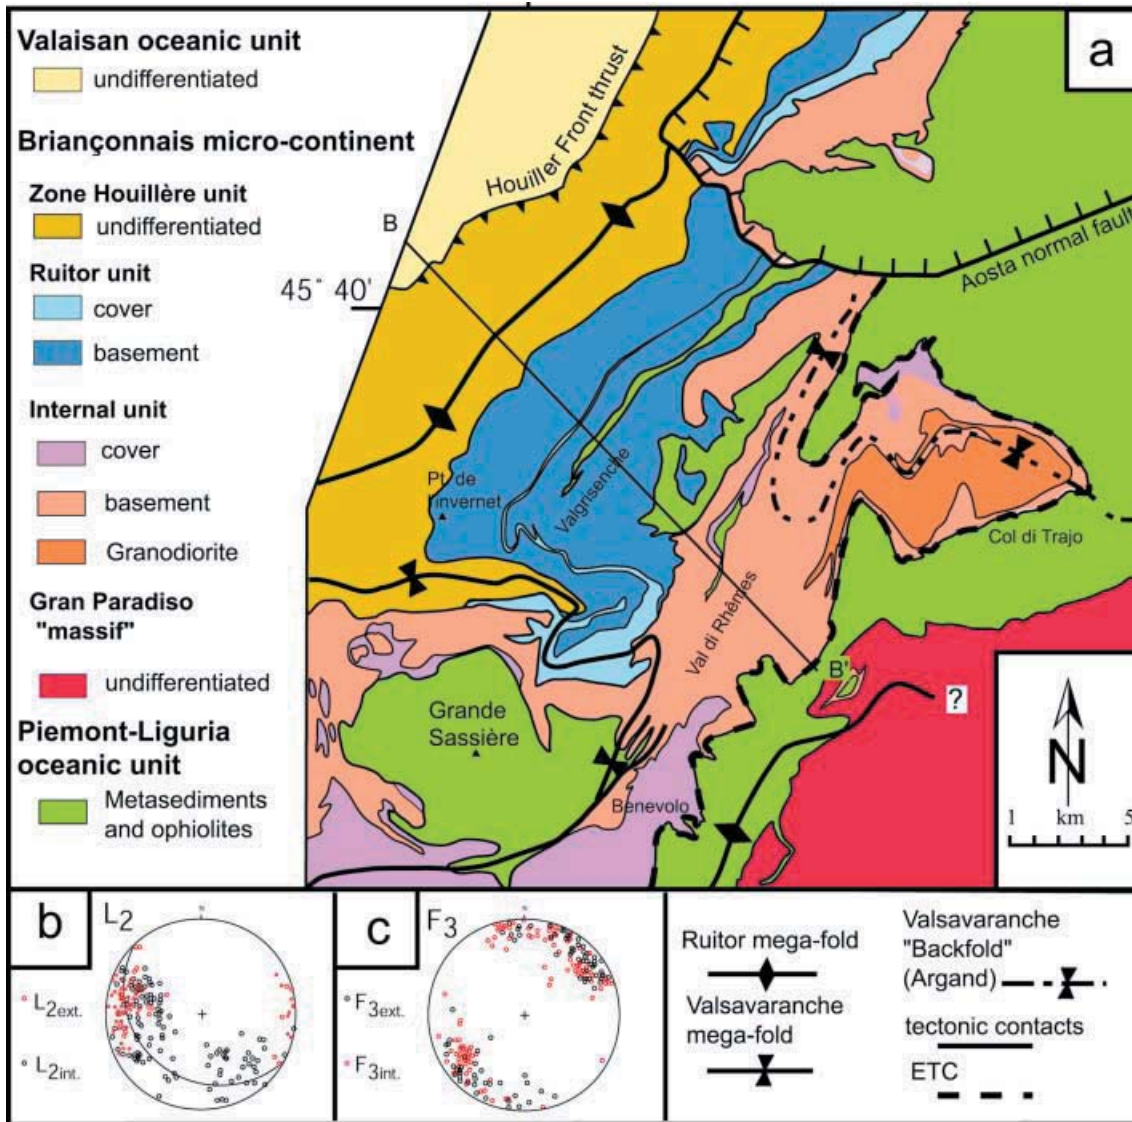 Valaisan oceanic unit
undifferentiated
Briançonnais micro-continent
Zone Houillère unit
undifferentiated
Ruitor unit
cover
basement
Internal unit
cover
basement
Granodiorite
Gran Paradiso
"massif"
undifferentiated
Piemont-Liguria
oceanic unit
Metasediments
and ophiolites
a
Houiller Front thrust
B
45° 40'
Aosta normal fault
Pt. de
l'invernet
Valgrisenche
Col di Trajo
Val di Rhêmes
B'
?
Grande
Sassière
Benevolo
N
1 km 5
b
L2
N
L2ext.
L2int.
c
F3
N
F3ext.
F3int.
Ruitor mega-fold
Valsavaranche
mega-fold
Valsavaranche
"Backfold"
(Argand)
tectonic contacts
ETC